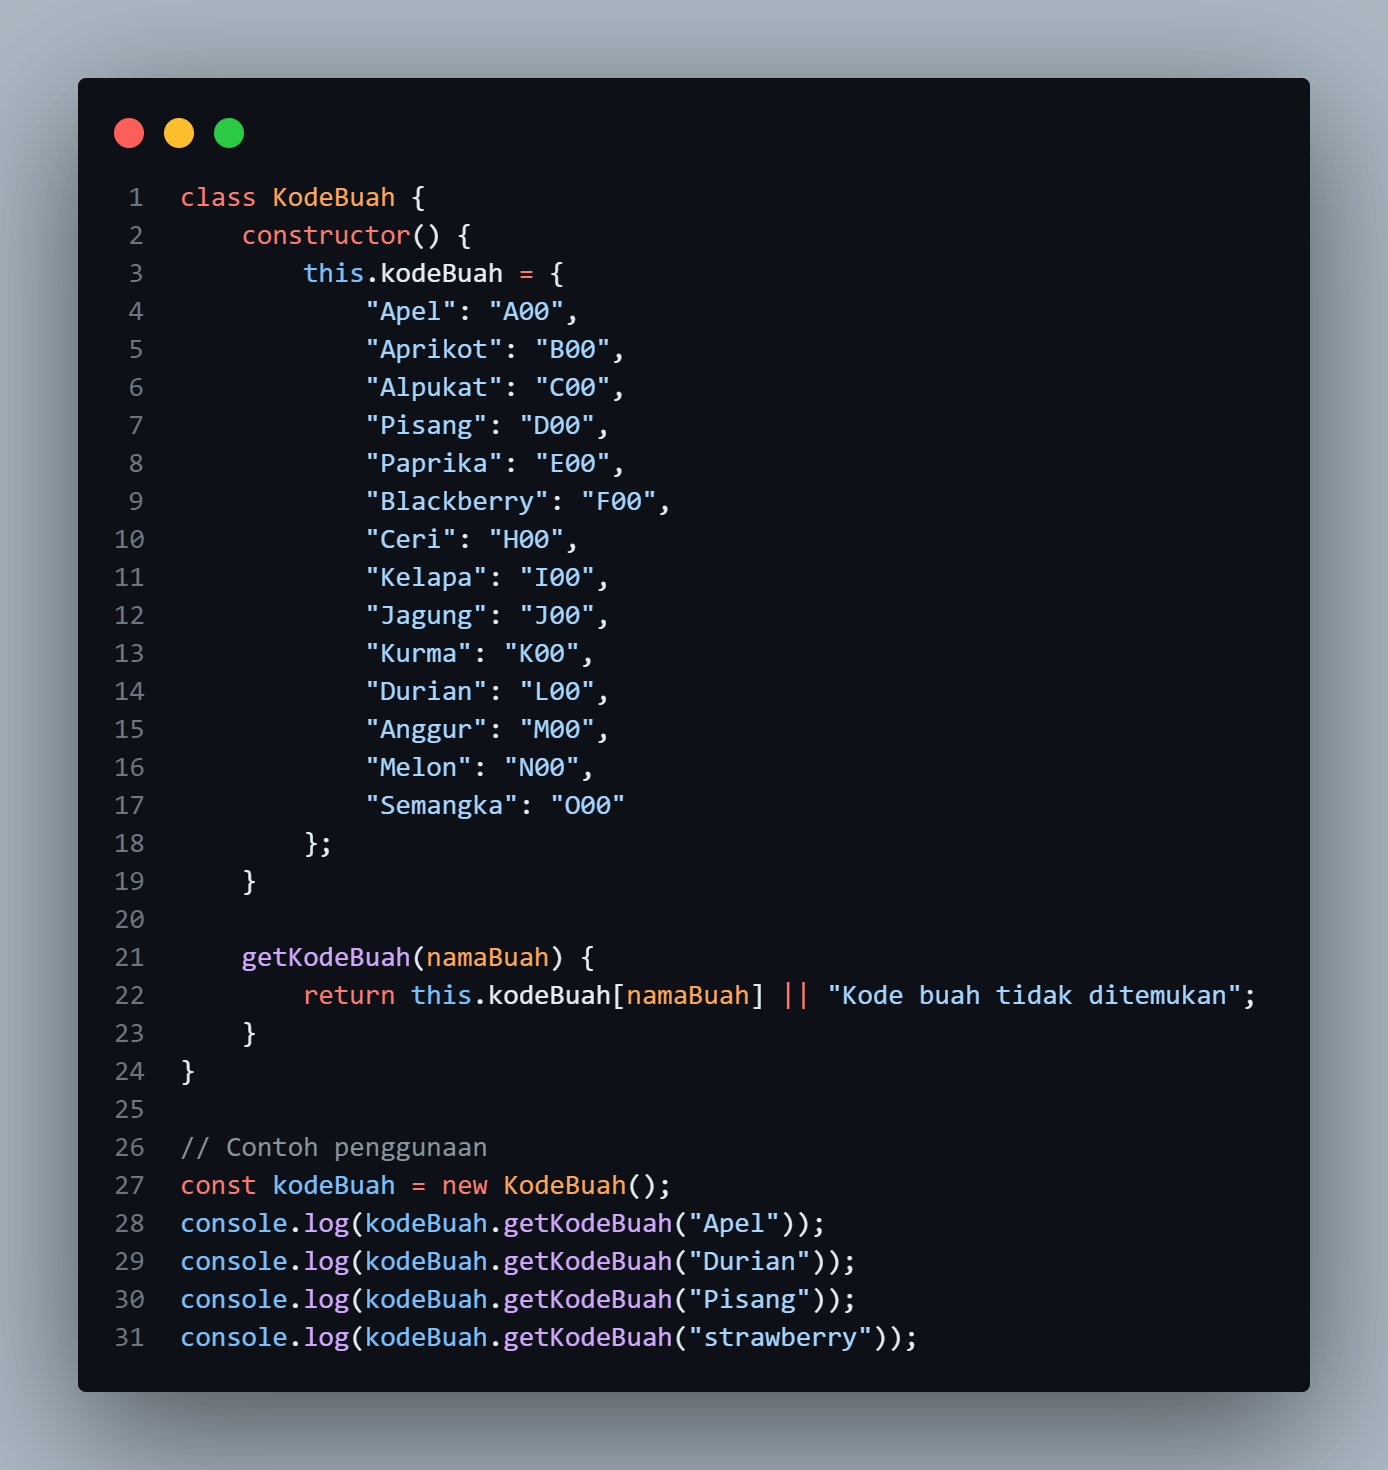 1 class KodeBuah {
2     constructor() {
3         this.kodeBuah = {
4             "Apel": "A00",
5             "Aprikot": "B00",
6             "Alpukat": "C00",
7             "Pisang": "D00",
8             "Paprika": "E00",
9             "Blackberry": "F00",
10             "Ceri": "H00",
11             "Kelapa": "I00",
12             "Jagung": "J00",
13             "Kurma": "K00",
14             "Durian": "L00",
15             "Anggur": "M00",
16             "Melon": "N00",
17             "Semangka": "O00"
18         };
19     }
20
21     getKodeBuah(namaBuah) {
22         return this.kodeBuah[namaBuah] || "Kode buah tidak ditemukan";
23     }
24 }
25
26 // Contoh penggunaan
27 const kodeBuah = new KodeBuah();
28 console.log(kodeBuah.getKodeBuah("Apel"));
29 console.log(kodeBuah.getKodeBuah("Durian"));
30 console.log(kodeBuah.getKodeBuah("Pisang"));
31 console.log(kodeBuah.getKodeBuah("strawberry"));